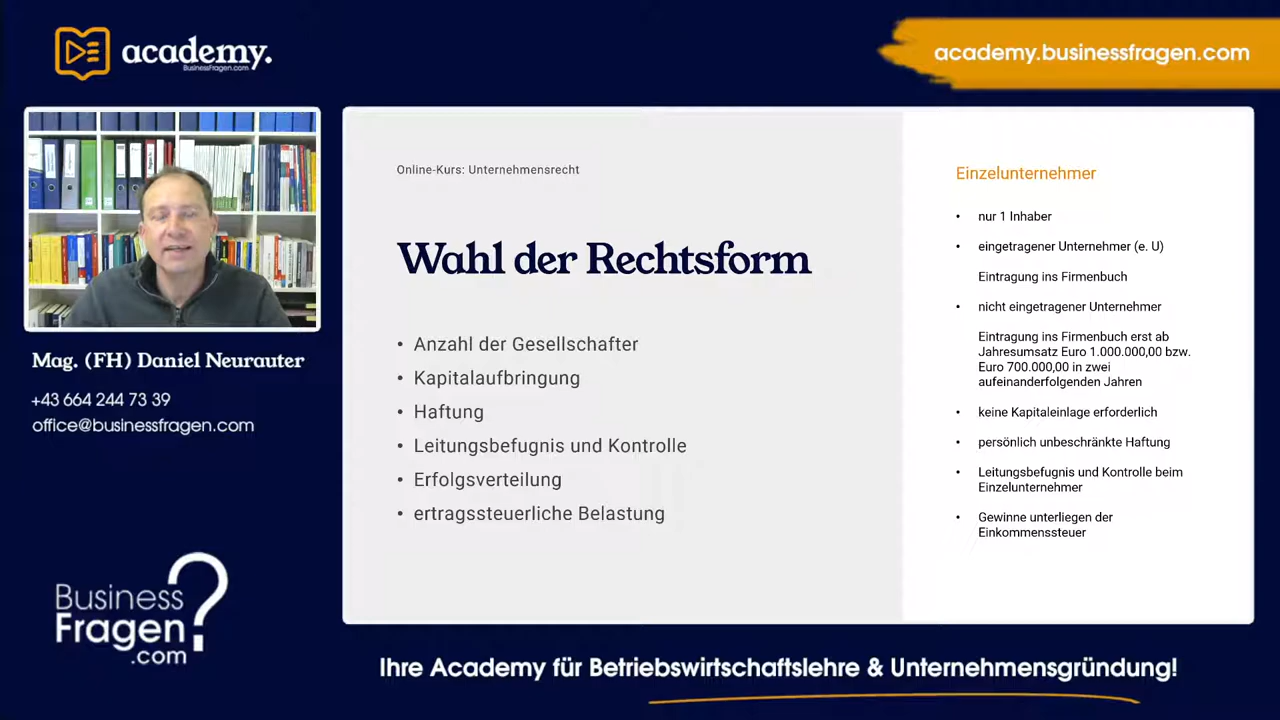 academy.
BusinessFragen.com
academy.businessfragen.com
Mag. (FH) Daniel Neurauter
+43 664 244 73 39
office@businessfragen.com
Business
Fragen
.com
?
Online-Kurs: Unternehmensrecht
Wahl der Rechtsform
• Anzahl der Gesellschafter
• Kapitalaufbringung
• Haftung
• Leitungsbefugnis und Kontrolle
• Erfolgsverteilung
• ertragssteuerliche Belastung
Einzelunternehmer
• nur 1 Inhaber
• eingetragener Unternehmer (e. U)
Eintragung ins Firmenbuch
• nicht eingetragener Unternehmer
Eintragung ins Firmenbuch erst ab
Jahresumsatz Euro 1.000.000,00 bzw.
Euro 700.000,00 in zwei
aufeinanderfolgenden Jahren
• keine Kapitaleinlage erforderlich
• persönlich unbeschränkte Haftung
• Leitungsbefugnis und Kontrolle beim
Einzelunternehmer
• Gewinne unterliegen der
Einkommenssteuer
Ihre Academy für Betriebswirtschaftslehre & Unternehmensgründung!